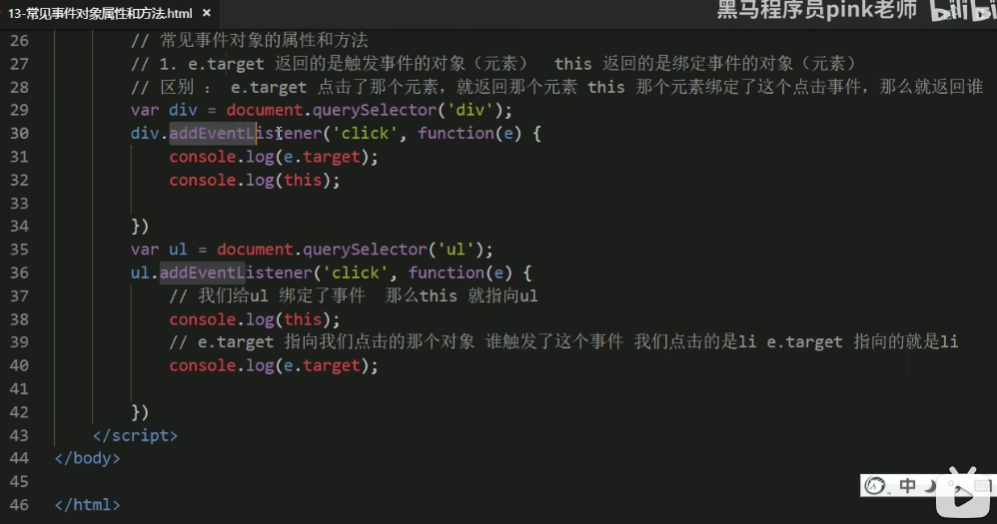 13-常见事件对象属性和方法.html ×
黑马程序员pink老师 bilibili
26 // 常见事件对象的属性和方法
27 // 1. e.target 返回的是触发事件的对象（元素） this 返回的是绑定事件的对象（元素）
28 // 区别 ： e.target 点击了那个元素，就返回那个元素 this 那个元素绑定了这个点击事件，那么就返回谁
29 var div = document.querySelector('div');
30 div.addEventListener('click', function(e) {
31 console.log(e.target);
32 console.log(this);
33
34 })
35 var ul = document.querySelector('ul');
36 ul.addEventListener('click', function(e) {
37 // 我们给ul 绑定了事件 那么this 就指向ul
38 console.log(this);
39 // e.target 指向我们点击的那个对象 谁触发了这个事件 我们点击的是li e.target 指向的就是li
40 console.log(e.target);
41
42 })
43 </script>
44 </body>
45
46 </html>
中